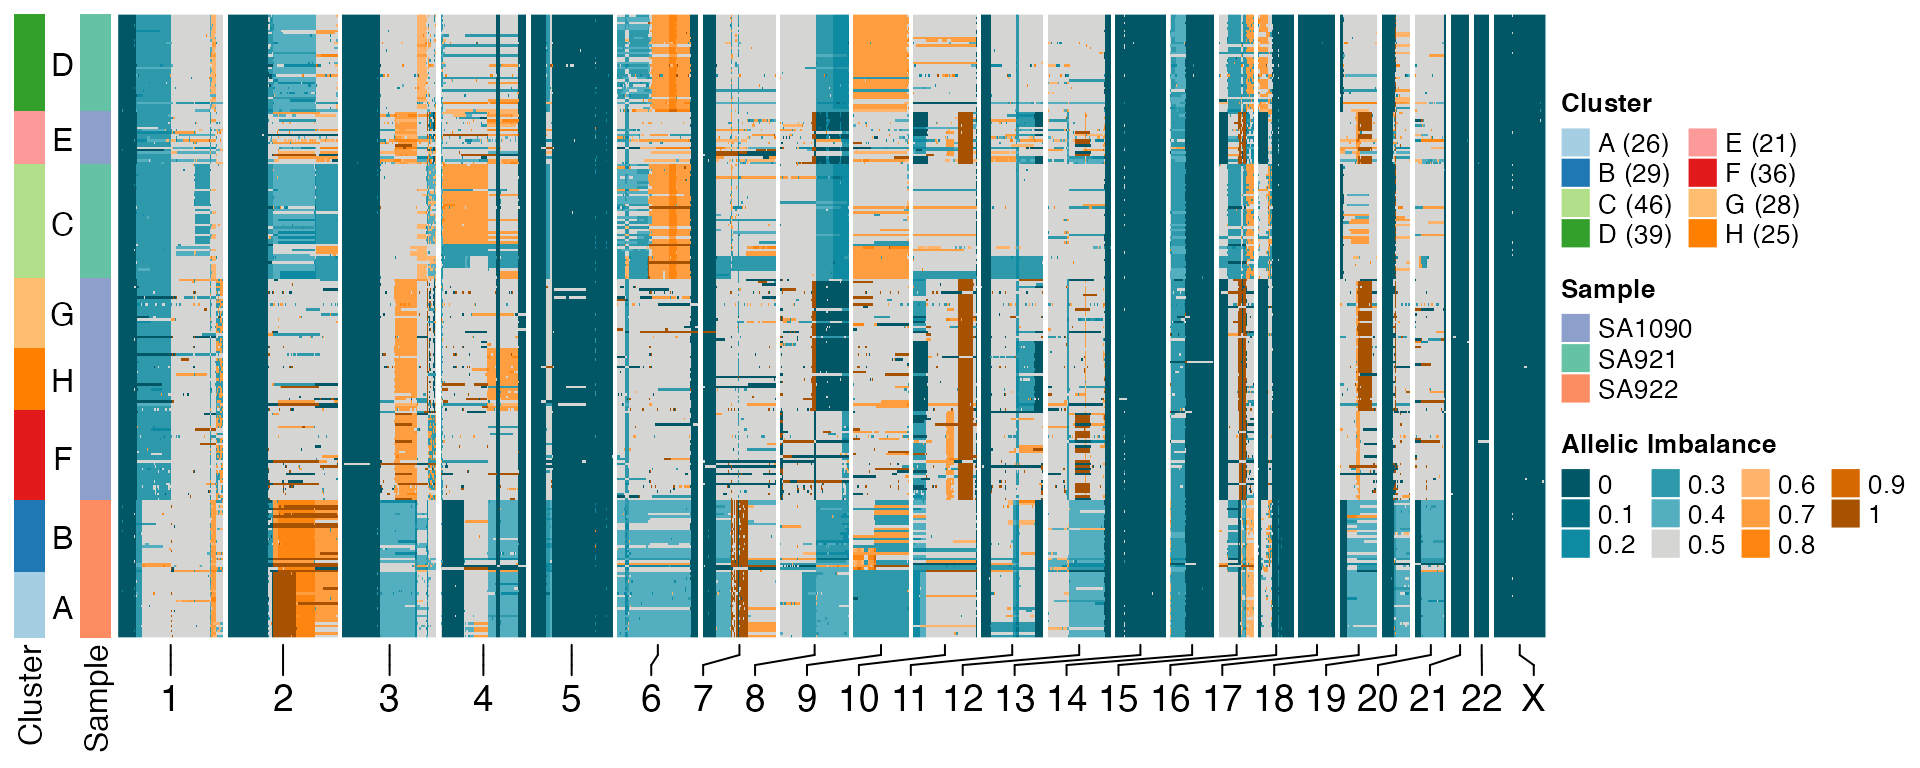 D
E
C
G
H
F
B
A
Cluster
Sample
1 2 3 4 5 6 7 8 9 10 11 12 13 14 15 16 17 18 19 20 21 22 X
Cluster
A (26) E (21)
B (29) F (36)
C (46) G (28)
D (39) H (25)
Sample
SA1090
SA921
SA922
Allelic Imbalance
0 0.3 0.6 0.9
0.1 0.4 0.7 1
0.2 0.5 0.8